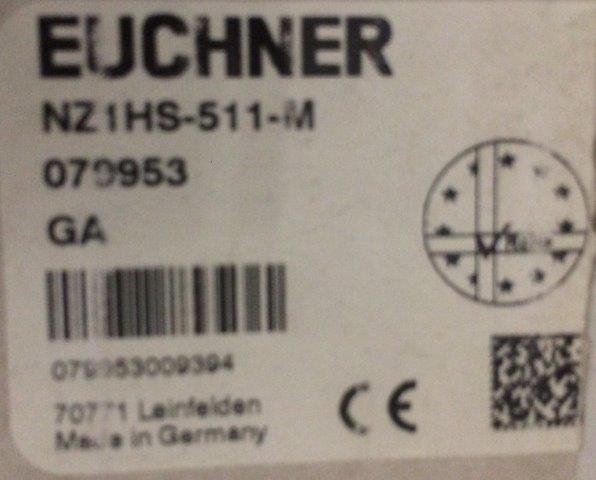 EUCHNER
NZ1HS-511-M
079953
GA
079953009394
70771 Leinfelden
Made in Germany
CE